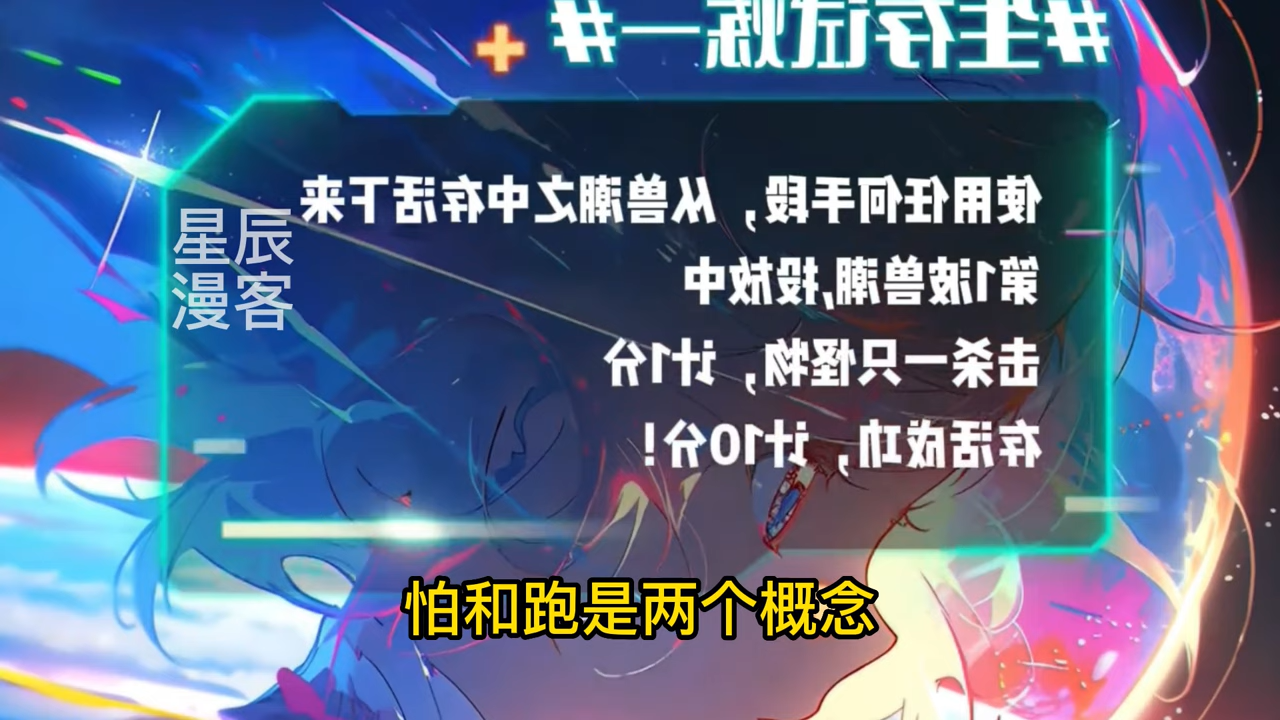 #生存试炼一#
使用任何手段，从兽潮之中存活下来
第1波兽潮,投放中
击杀一只怪物，计1分
存活成功，计10分！
星辰
漫客
怕和跑是两个概念